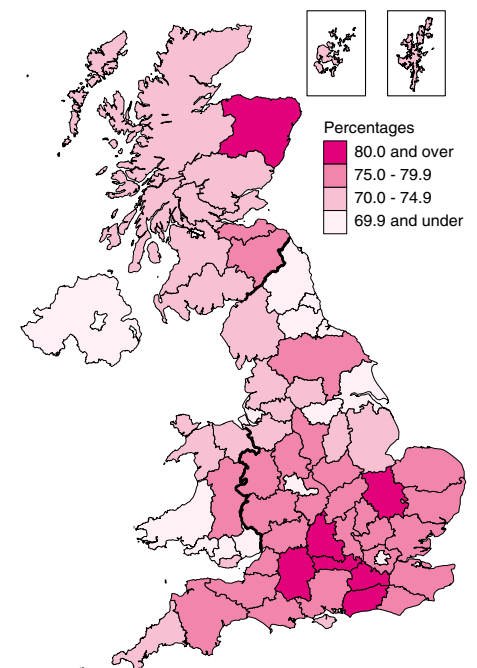 Percentages
80.0 and over
75.0 - 79.9
70.0 - 74.9
69.9 and under